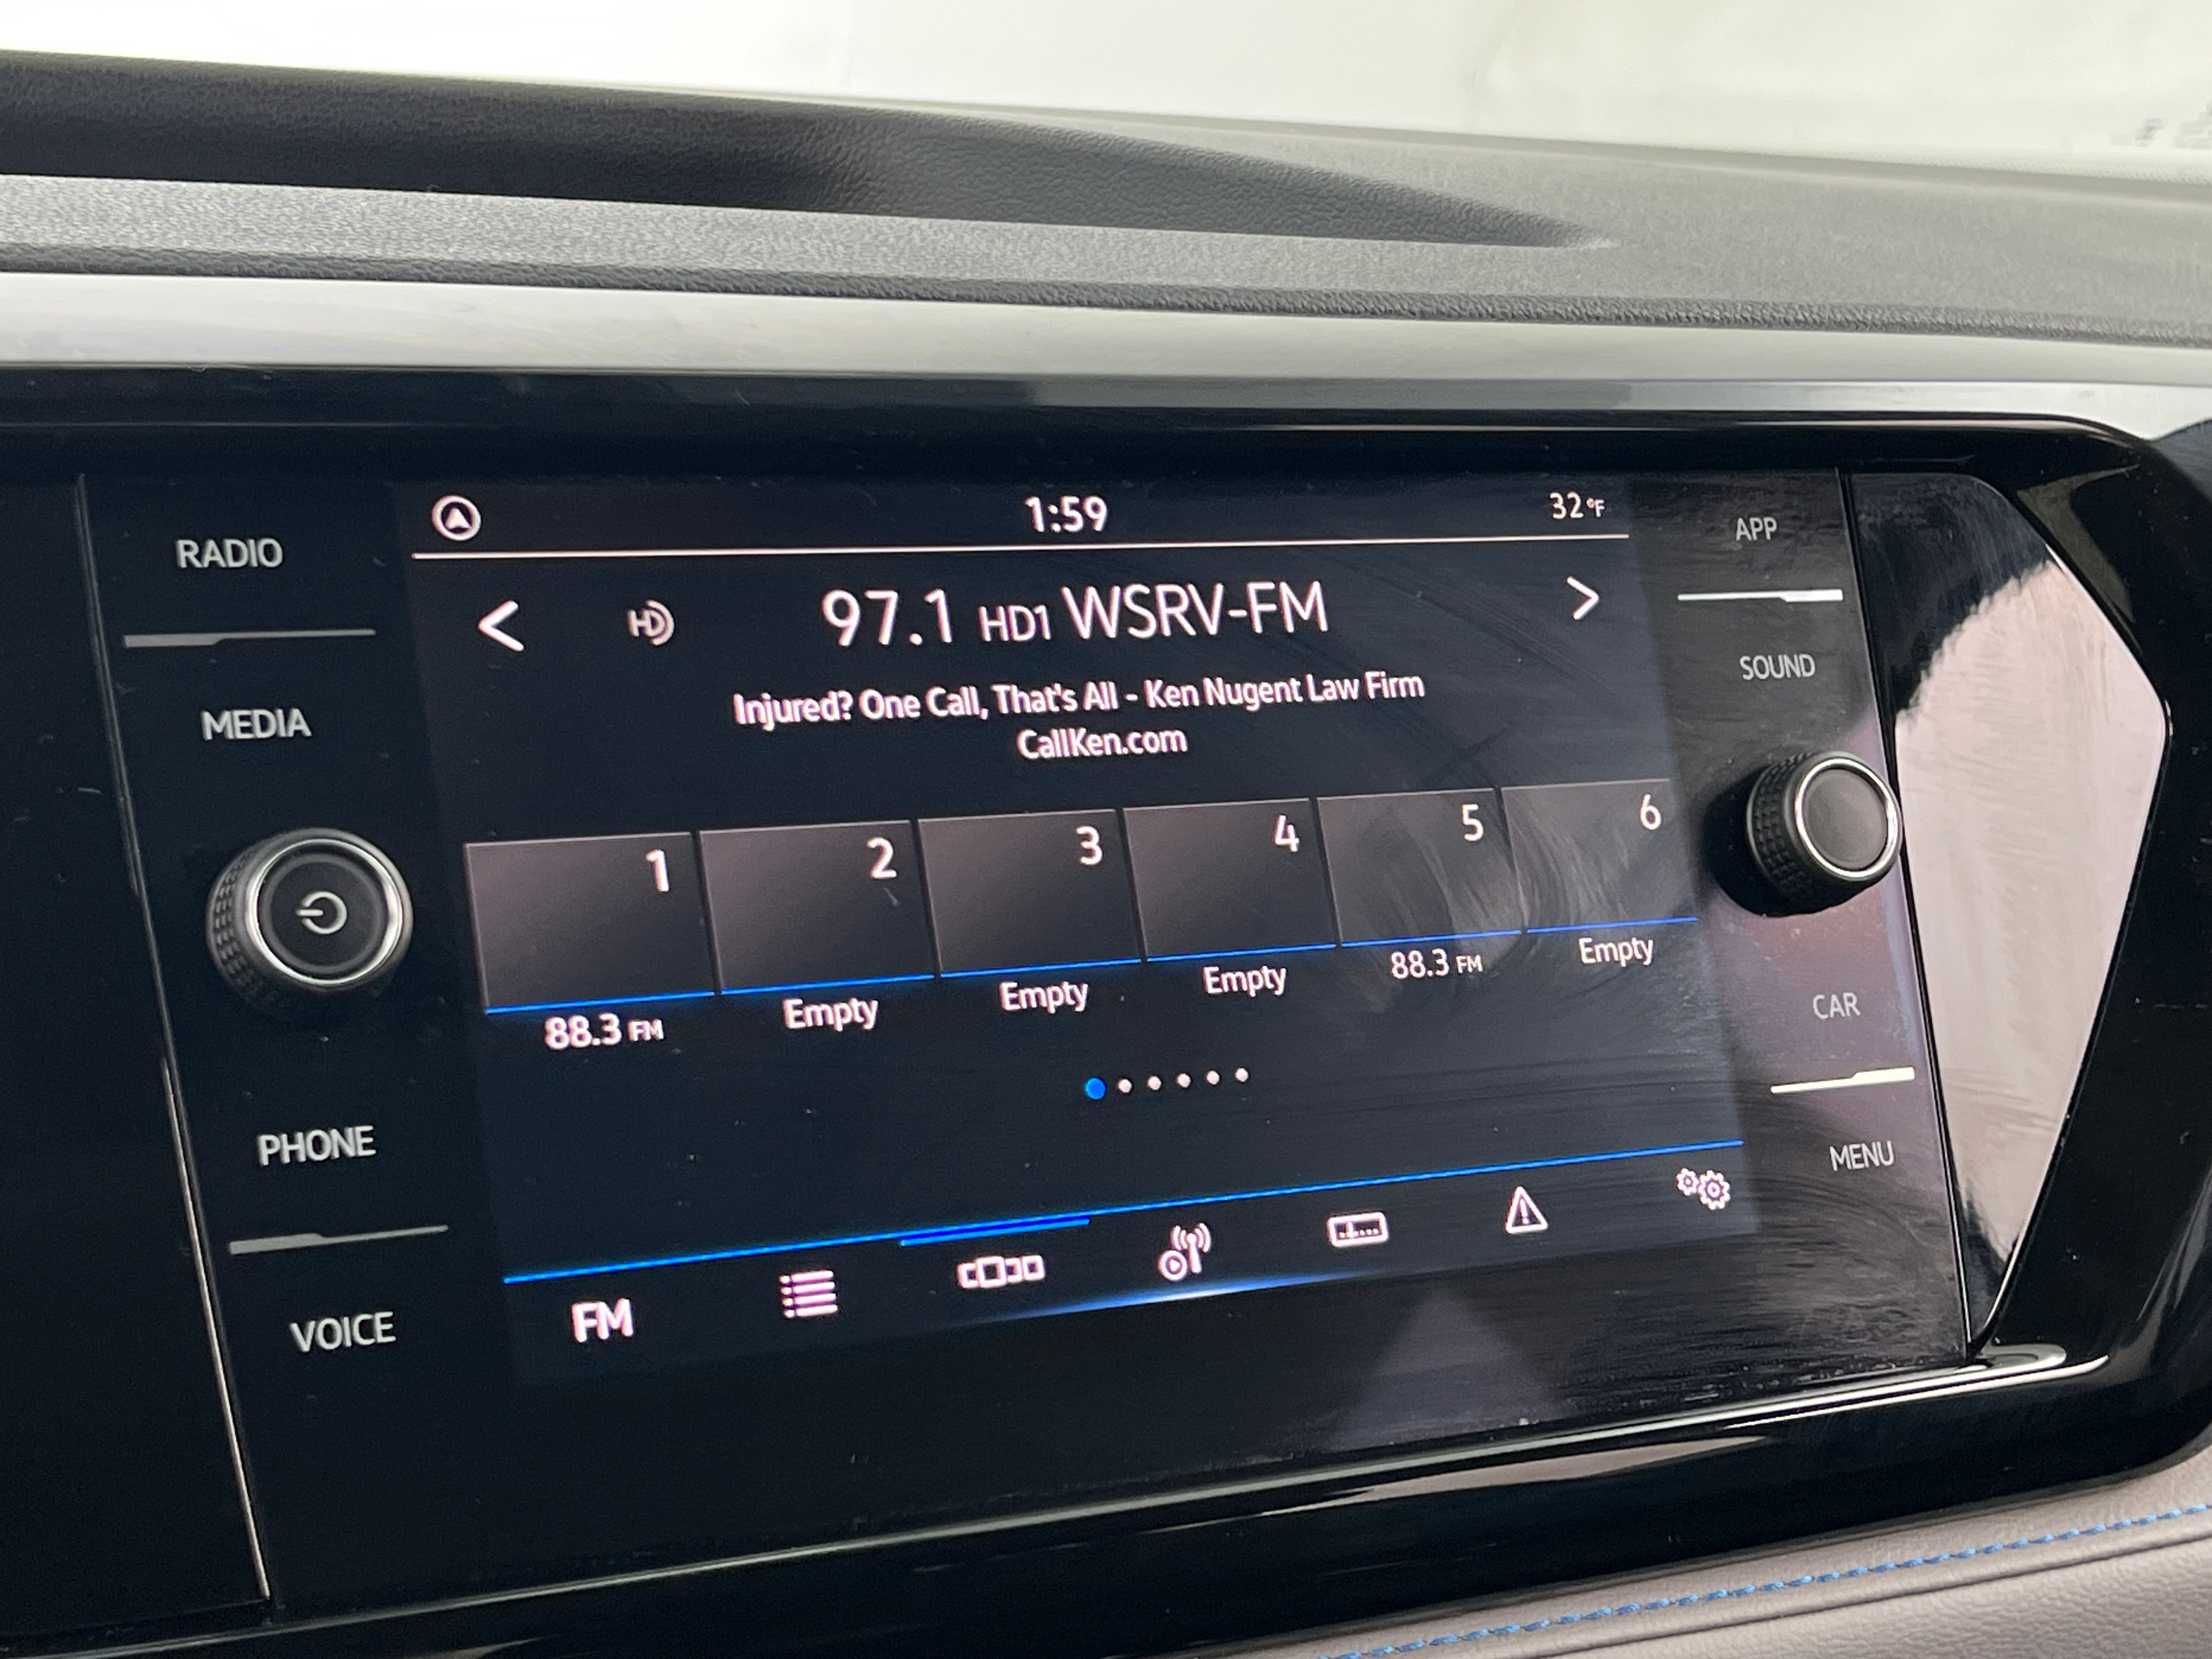 1:59
32°F
RADIO
MEDIA
PHONE
VOICE
HD
97.1 HD1 WSRV-FM
Injured? One Call, That's All - Ken Nugent Law Firm
CallKen.com
1 2 3 4 5 6
88.3 FM Empty Empty Empty 88.3 FM Empty
FM
APP
SOUND
CAR
MENU